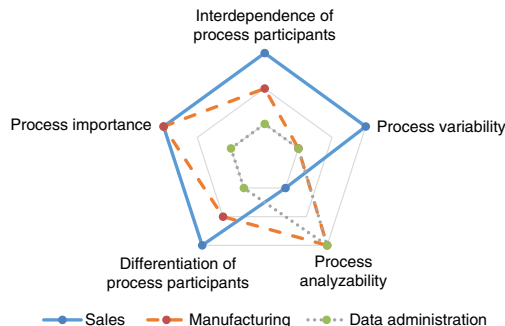 Interdependence of
process participants
Process importance
Process variability
Differentiation of
process participants
Process
analyzability
Sales
Manufacturing
Data administration